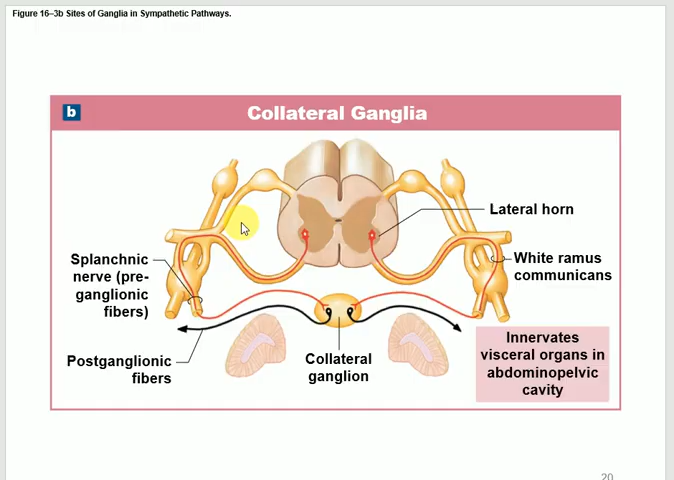 Figure 16–3b Sites of Ganglia in Sympathetic Pathways.
b
Collateral Ganglia
Lateral horn
Splanchnic
nerve (pre-
ganglionic
fibers)
White ramus
communicans
Postganglionic
fibers
Collateral
ganglion
Innervates
visceral organs in
abdominopelvic
cavity
20